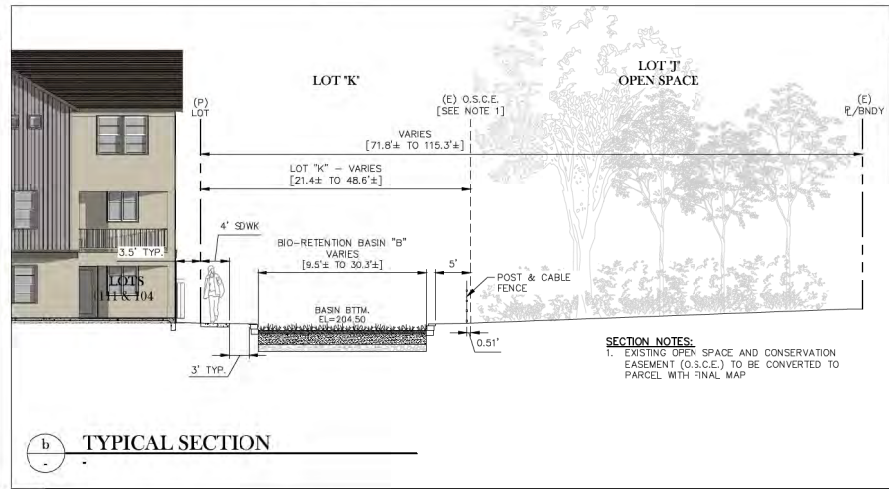 LOT "K"
LOT "J"
OPEN SPACE
(P)
LOT
(E) O.S.C.E.
[SEE NOTE 1]
(E)
PL/BNDY
VARIES
[71.8'± TO 115.3'±]
LOT "K" - VARIES
[21.4± TO 48.6'±]
4' SDWK
3.5' TYP.
BIO-RETENTION BASIN "B"
VARIES
[9.5'± TO 30.3'±]
5'
POST & CABLE
FENCE
LOTS
111 & 104
BASIN BTTM.
EL=204.50
0.51'
3' TYP.
SECTION NOTES:
1. EXISTING OPEN SPACE AND CONSERVATION
EASEMENT (O.S.C.E.) TO BE CONVERTED TO
PARCEL WITH FINAL MAP
b
-
TYPICAL SECTION
-